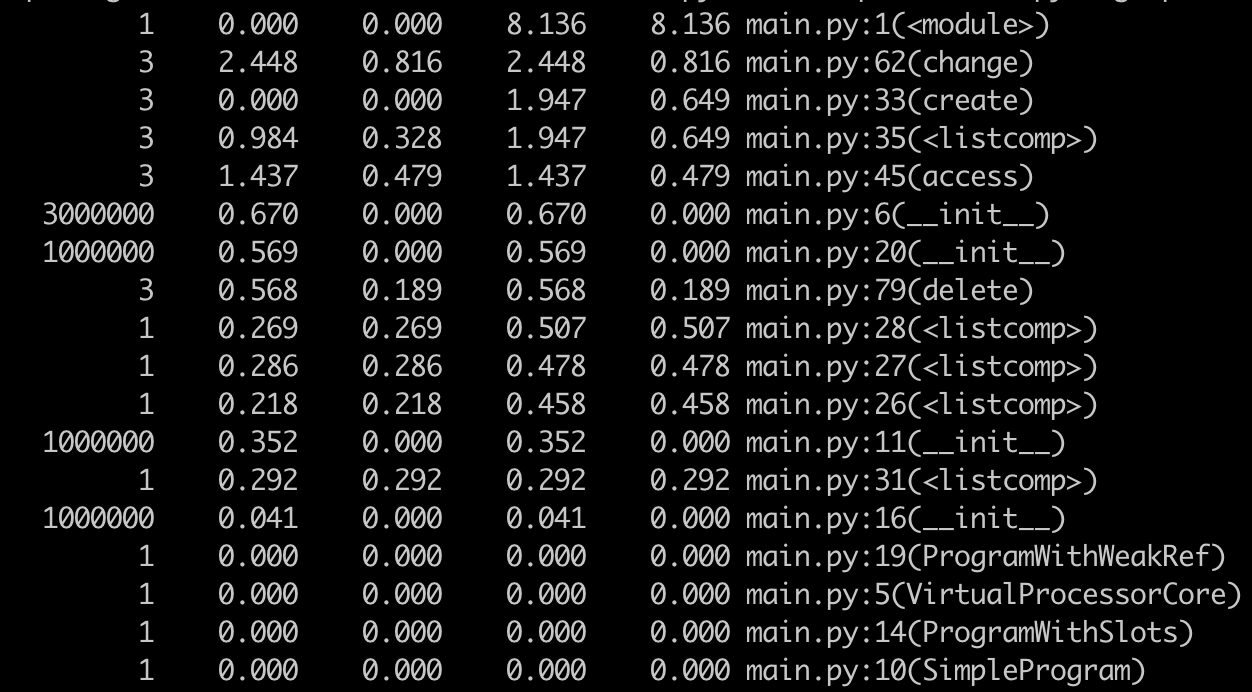 1 0.000 0.000 8.136 8.136 main.py:1(<module>)
3 2.448 0.816 2.448 0.816 main.py:62(change)
3 0.000 0.000 1.947 0.649 main.py:33(create)
3 0.984 0.328 1.947 0.649 main.py:35(<listcomp>)
3 1.437 0.479 1.437 0.479 main.py:45(access)
3000000 0.670 0.000 0.670 0.000 main.py:6(__init__)
1000000 0.569 0.000 0.569 0.000 main.py:20(__init__)
3 0.568 0.189 0.568 0.189 main.py:79(delete)
1 0.269 0.269 0.507 0.507 main.py:28(<listcomp>)
1 0.286 0.286 0.478 0.478 main.py:27(<listcomp>)
1 0.218 0.218 0.458 0.458 main.py:26(<listcomp>)
1000000 0.352 0.000 0.352 0.000 main.py:11(__init__)
1 0.292 0.292 0.292 0.292 main.py:31(<listcomp>)
1000000 0.041 0.000 0.041 0.000 main.py:16(__init__)
1 0.000 0.000 0.000 0.000 main.py:19(ProgramWithWeakRef)
1 0.000 0.000 0.000 0.000 main.py:5(VirtualProcessorCore)
1 0.000 0.000 0.000 0.000 main.py:14(ProgramWithSlots)
1 0.000 0.000 0.000 0.000 main.py:10(SimpleProgram)